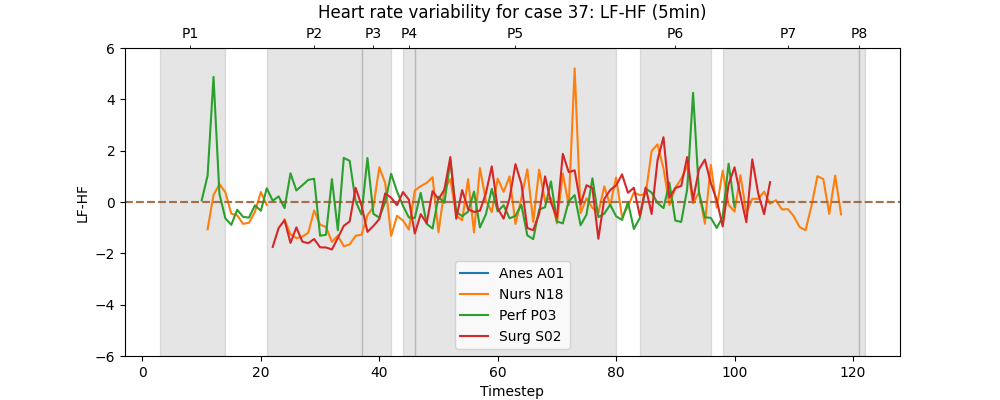 Heart rate variability for case 37: LF-HF (5min)
P1 P2 P3 P4 P5 P6 P7 P8
6
4
2
0
−2
−4
−6
LF-HF
Anes A01
Nurs N18
Perf P03
Surg S02
0 20 40 60 80 100 120
Timestep